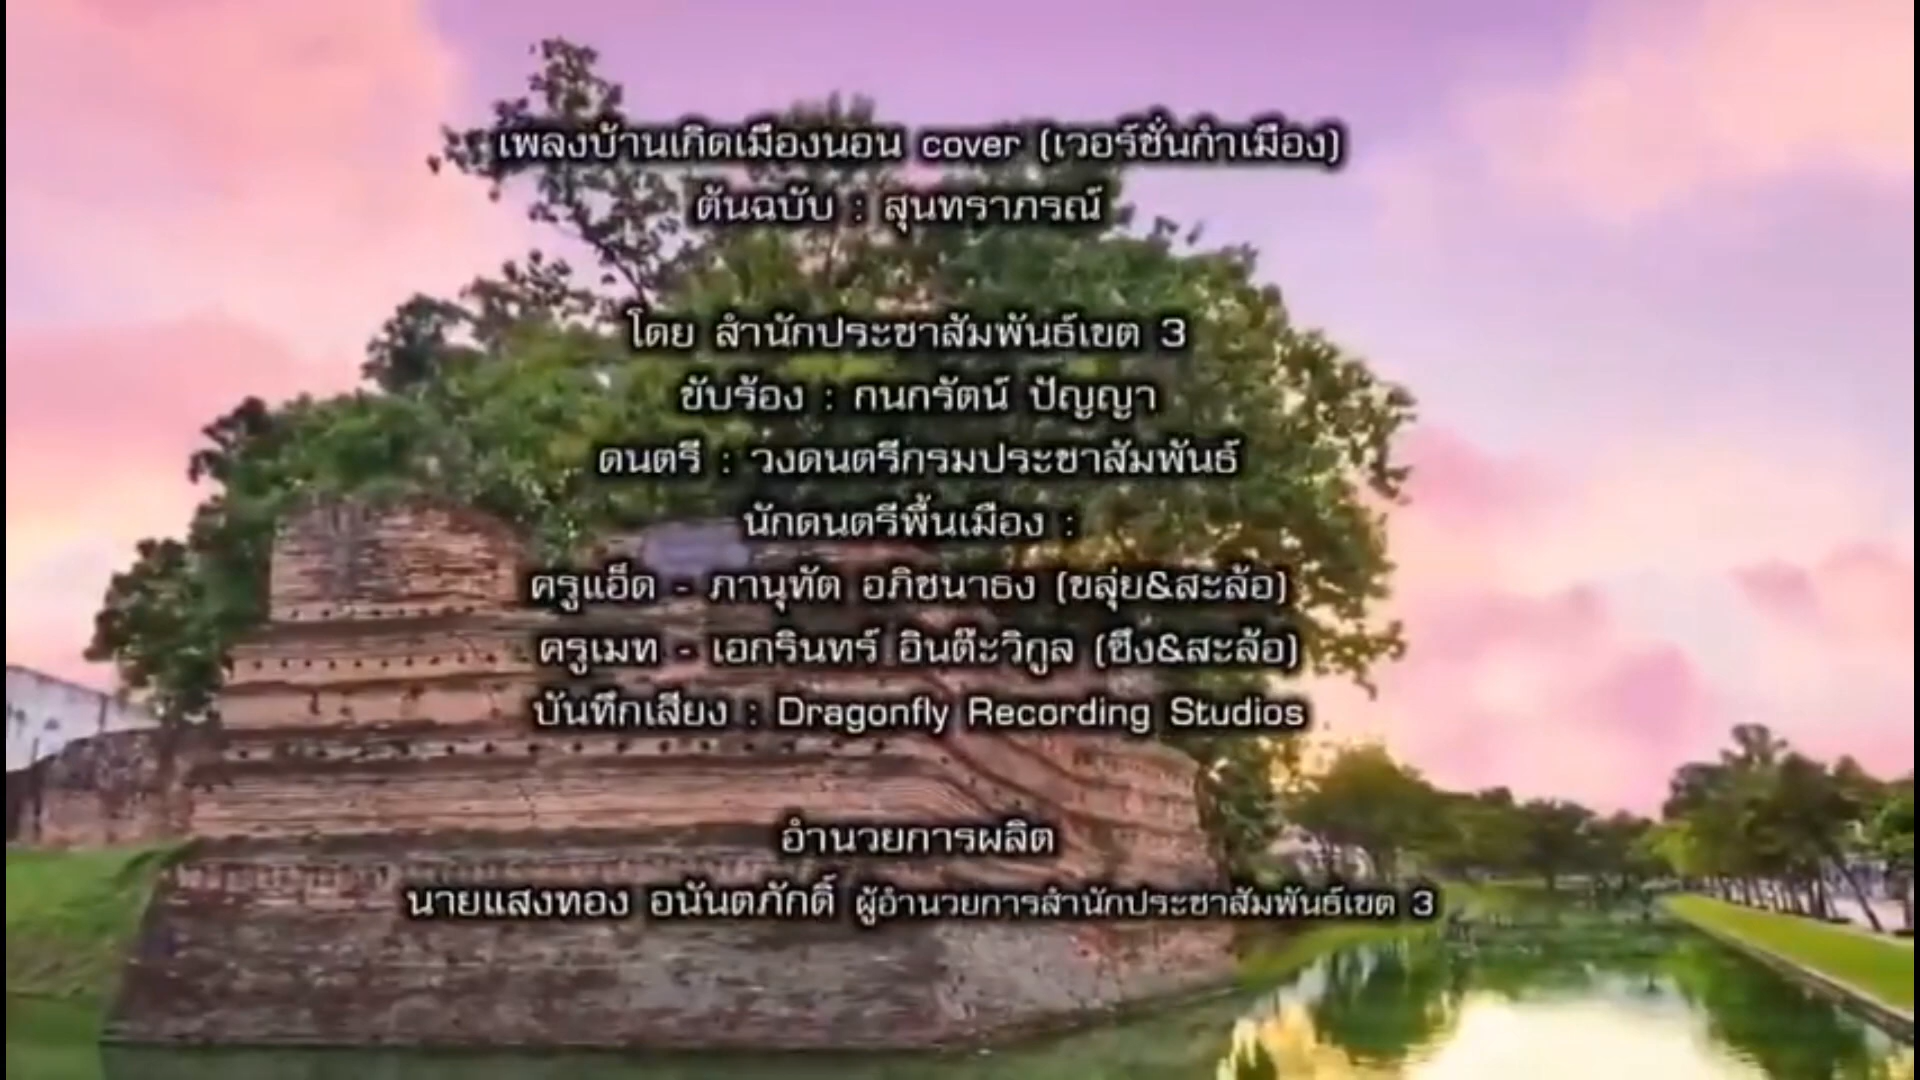 เพลงบ้านเกิดเมืองนอน cover (เวอร์ชั่นกำเมือง)
ต้นฉบับ : สุนทราภรณ์
โดย สำนักประชาสัมพันธ์เขต 3
ขับร้อง : กนกรัตน์ ปัญญา
ดนตรี : วงดนตรีกรมประชาสัมพันธ์
นักดนตรีพื้นเมือง :
ครูแอ็ด - ภานุทัต อภิชนาธง (ขลุ่ย&สะล้อ)
ครูเมท - เอกรินทร์ อินต๊ะวิกูล (ซึง&สะล้อ)
บันทึกเสียง : Dragonfly Recording Studios
อำนวยการผลิต
นายแสงทอง อนันตภักดิ์ ผู้อำนวยการสำนักประชาสัมพันธ์เขต 3